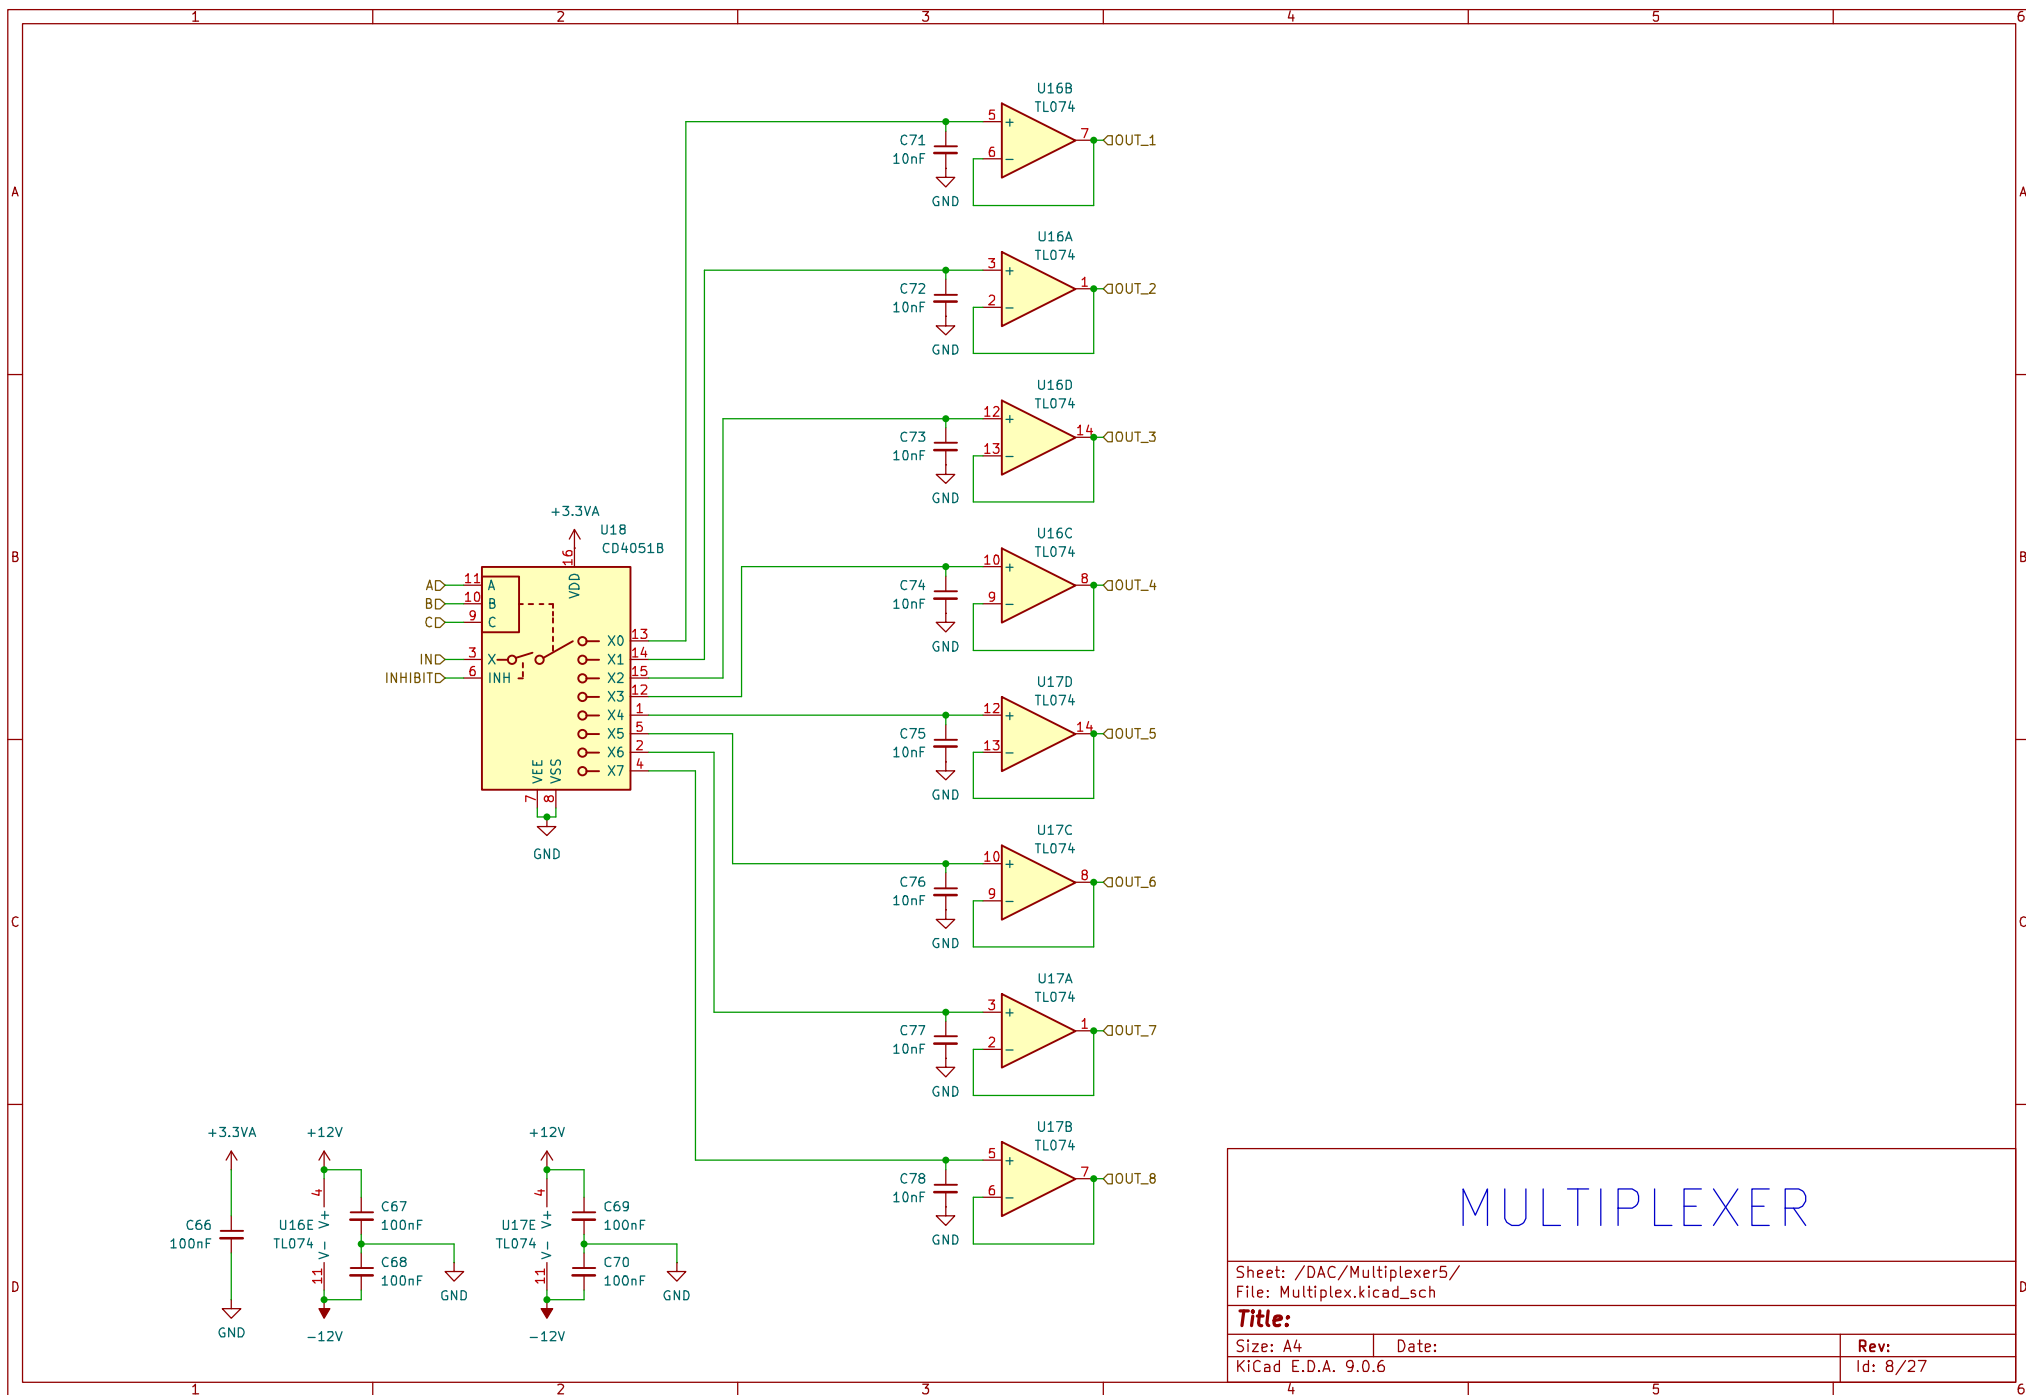 1 2 3 4 5 6
A
B
C
D
A
B
C
D
U16B
TL074
5 +
6 −
7
OUT_1
C71
10nF
GND
U16A
TL074
3 +
2 −
1
OUT_2
C72
10nF
GND
U16D
TL074
12 +
13 −
14
OUT_3
C73
10nF
GND
U16C
TL074
10 +
9 −
8
OUT_4
C74
10nF
GND
+3.3VA
U18
CD4051B
16
VDD
A 11 A
B 10 B
C 9 C
IN 3 X
INHIBIT 6 INH
X0 13
X1 14
X2 15
X3 12
X4 1
X5 5
X6 2
X7 4
VEE VSS
7 8
GND
U17D
TL074
12 +
13 −
14
OUT_5
C75
10nF
GND
U17C
TL074
10 +
9 −
8
OUT_6
C76
10nF
GND
U17A
TL074
3 +
2 −
1
OUT_7
C77
10nF
GND
U17B
TL074
5 +
6 −
7
OUT_8
C78
10nF
GND
+3.3VA
C66
100nF
GND
+12V
4
V+
U16E
TL074
V−
11
−12V
C67
100nF
C68
100nF
GND
+12V
4
V+
U17E
TL074
V−
11
−12V
C69
100nF
C70
100nF
GND
MULTIPLEXER
Sheet: /DAC/Multiplexer5/
File: Multiplex.kicad_sch
Title:
Size: A4 Date: Rev:
KiCad E.D.A. 9.0.6 Id: 8/27
1 2 3 4 5 6